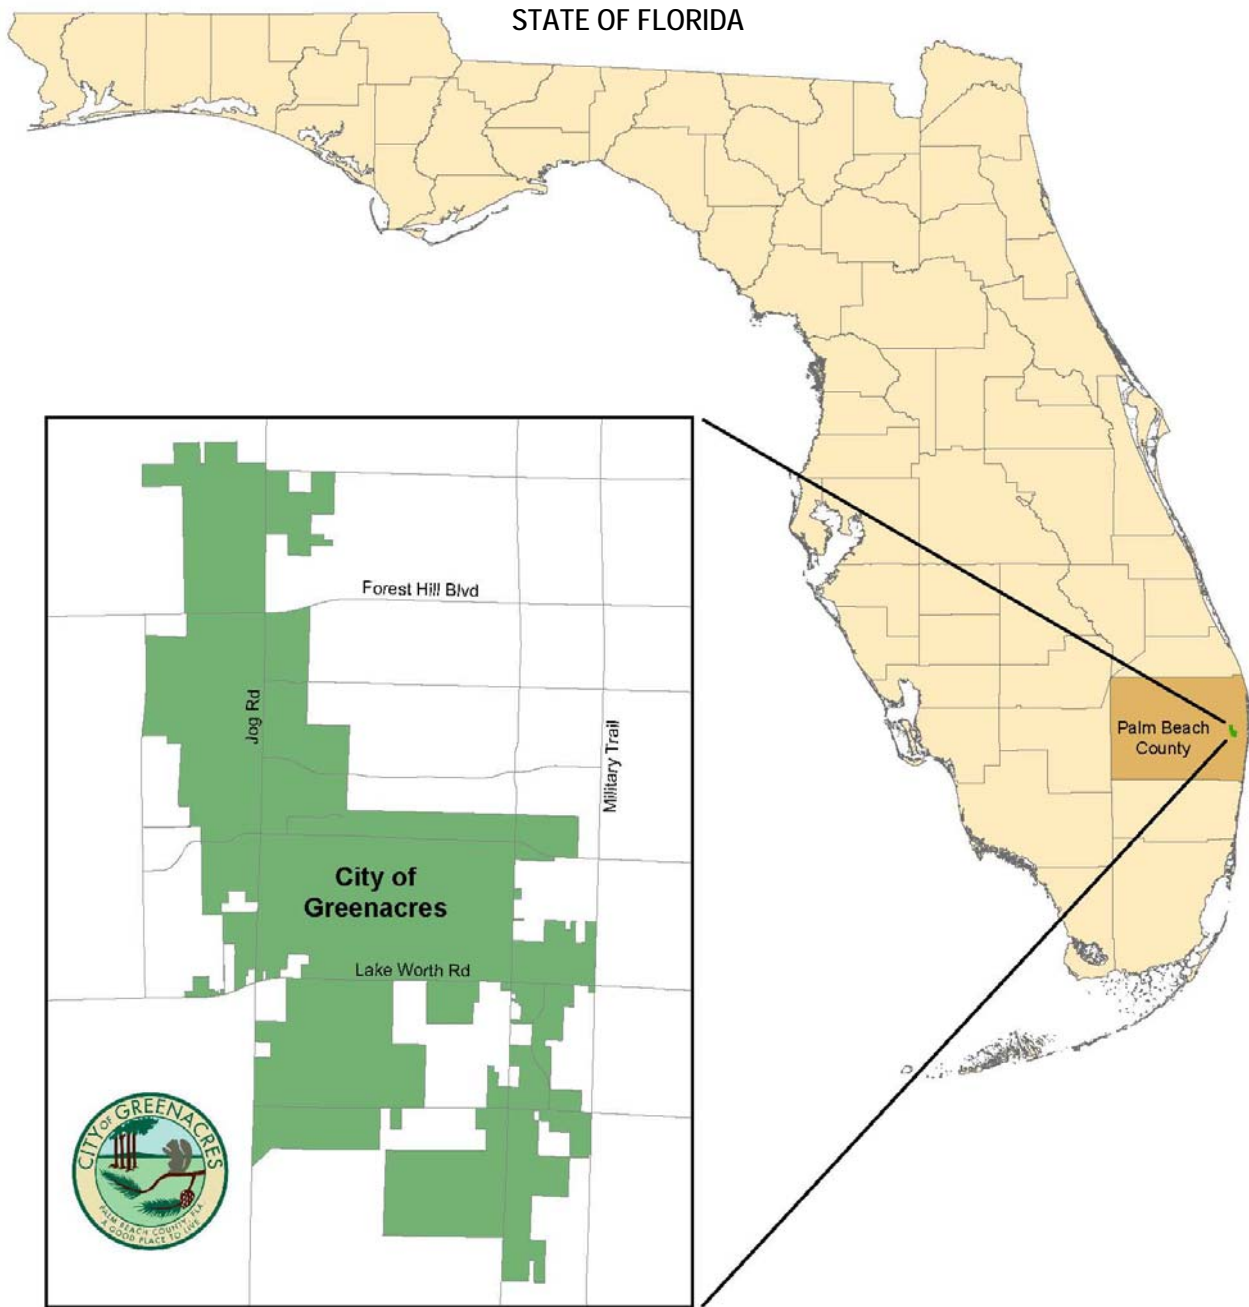 STATE OF FLORIDA
Forest Hill Blvd
Jog Rd
Military Trail
Palm Beach
County
City of
Greenacres
Lake Worth Rd
CITY OF GREENACRES
PALM BEACH COUNTY, FLA.
A GOOD PLACE TO LIVE